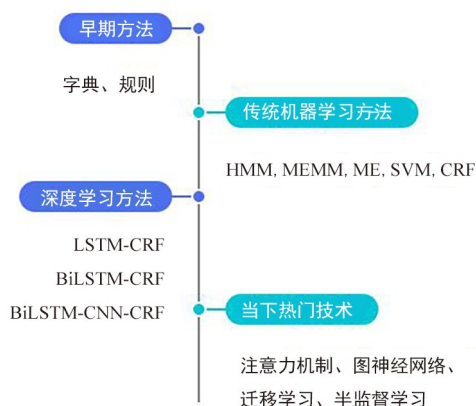 早期方法
字典、规则
传统机器学习方法
HMM, MEMM, ME, SVM, CRF
深度学习方法
LSTM-CRF
BiLSTM-CRF
BiLSTM-CNN-CRF
当下热门技术
注意力机制、图神经网络、
迁移学习、半监督学习